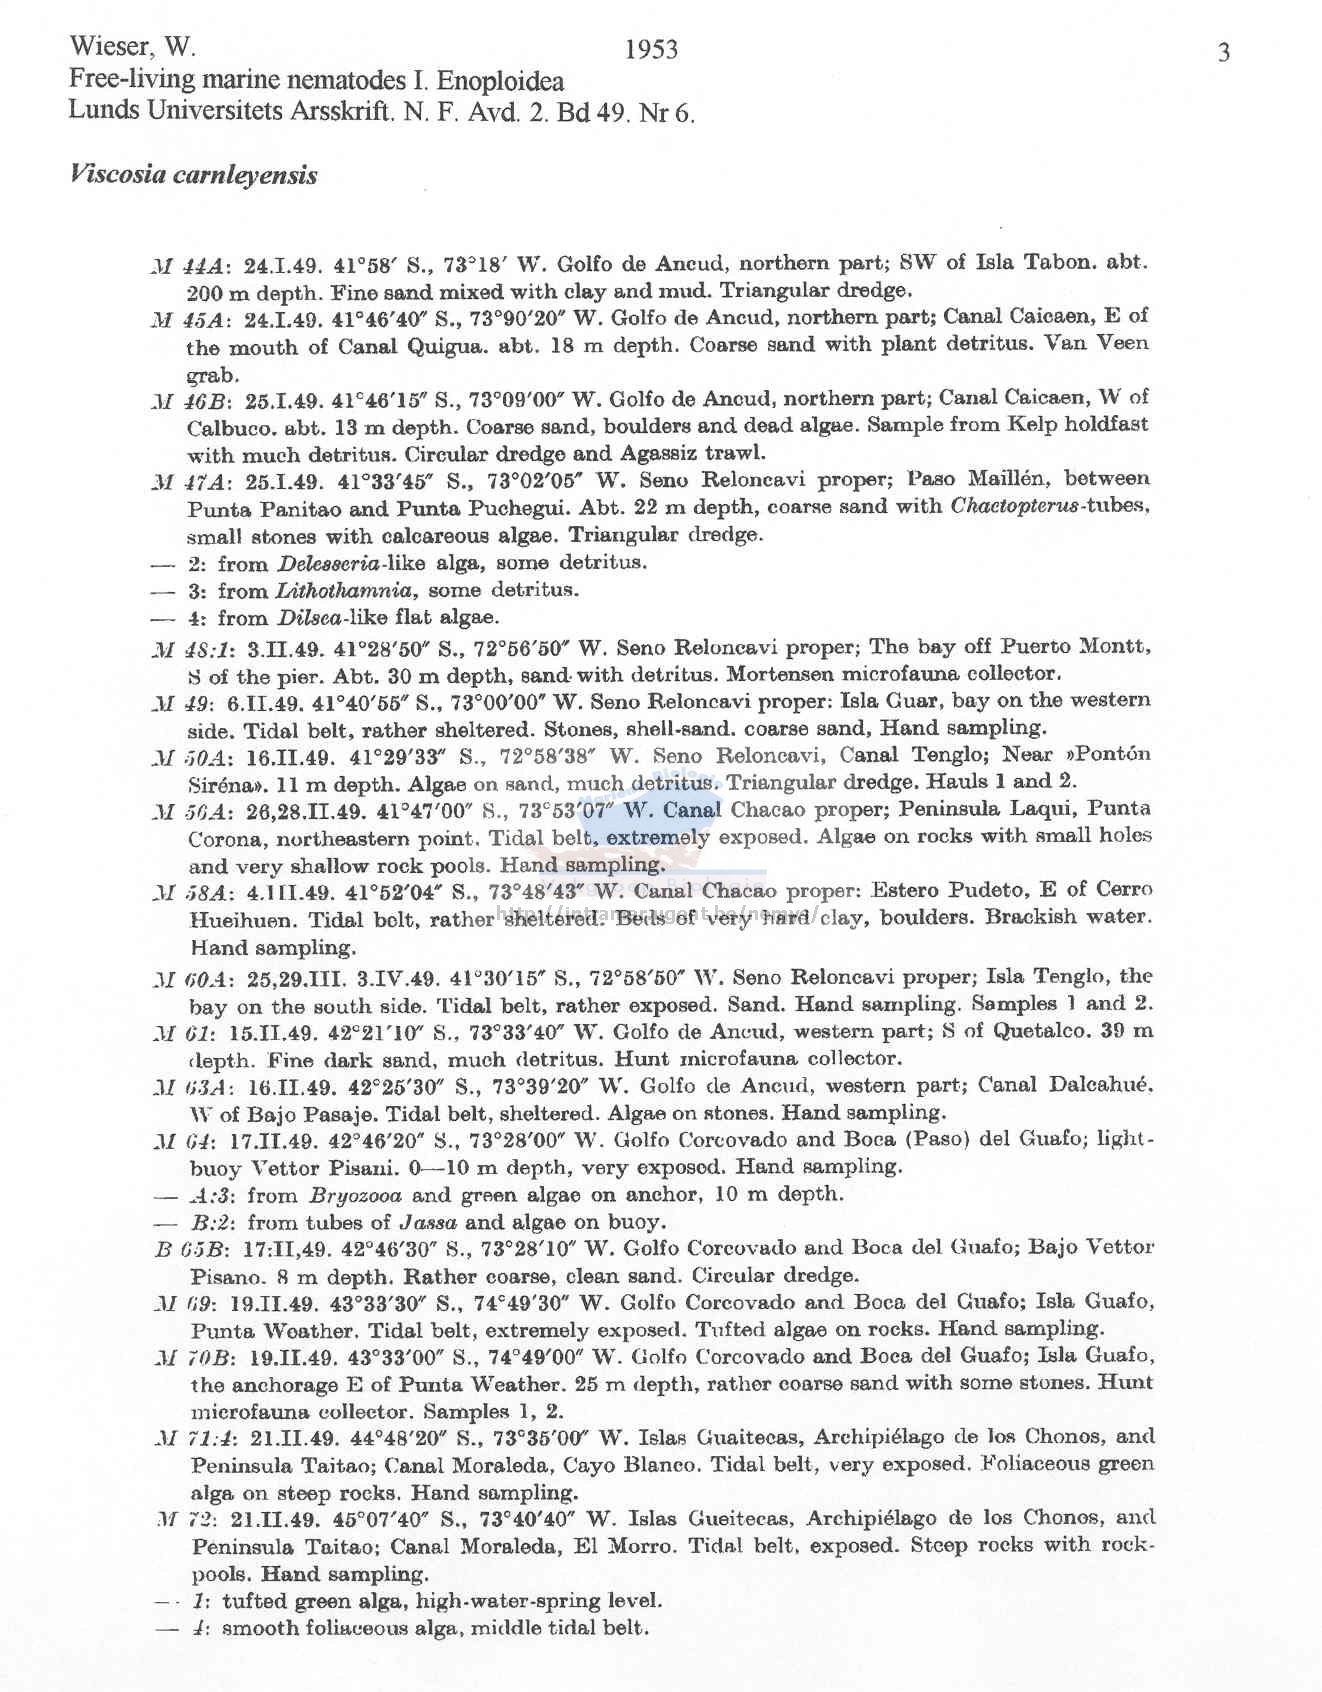 Wieser, W. 1953 3
Free-living marine nematodes I. Enoploidea
Lunds Universitets Arsskrift. N. F. Avd. 2. Bd 49. Nr 6.
Viscosia carnleyensis
M 44A: 24.I.49. 41°58′ S., 73°18′ W. Golfo de Ancud, northern part; SW of Isla Tabon. abt.
200 m depth. Fine sand mixed with clay and mud. Triangular dredge.
M 45A: 24.I.49. 41°46′40″ S., 73°90′20″ W. Golfo de Ancud, northern part; Canal Caicaen, E of
the mouth of Canal Quigua. abt. 18 m depth. Coarse sand with plant detritus. Van Veen
grab.
M 46B: 25.I.49. 41°46′15″ S., 73°09′00″ W. Golfo de Ancud, northern part; Canal Caicaen, W of
Calbuco. abt. 13 m depth. Coarse sand, boulders and dead algae. Sample from Kelp holdfast
with much detritus. Circular dredge and Agassiz trawl.
M 47A: 25.I.49. 41°33′45″ S., 73°02′05″ W. Seno Reloncavi proper; Paso Maillén, between
Punta Panitao and Punta Puchegui. Abt. 22 m depth, coarse sand with Chaetopterus-tubes,
small stones with calcareous algae. Triangular dredge.
— 2: from Delesseria-like alga, some detritus.
— 3: from Lithothamnia, some detritus.
— 4: from Dilsea-like flat algae.
M 48:1: 3.II.49. 41°28′50″ S., 72°56′50″ W. Seno Reloncavi proper; The bay off Puerto Montt,
S of the pier. Abt. 30 m depth, sand with detritus. Mortensen microfauna collector.
M 49: 6.II.49. 41°40′55″ S., 73°00′00″ W. Seno Reloncavi proper: Isla Guar, bay on the western
side. Tidal belt, rather sheltered. Stones, shell-sand. coarse sand, Hand sampling.
M 50A: 16.II.49. 41°29′33″ S., 72°58′38″ W. Seno Reloncavi, Canal Tenglo; Near »Pontón
Siréna». 11 m depth. Algae on sand, much detritus. Triangular dredge. Hauls 1 and 2.
M 56A: 26,28.II.49. 41°47′00″ S., 73°53′07″ W. Canal Chacao proper; Peninsula Laqui, Punta
Corona, northeastern point. Tidal belt, extremely exposed. Algae on rocks with small holes
and very shallow rock pools. Hand sampling.
M 58A: 4.III.49. 41°52′04″ S., 73°48′43″ W. Canal Chacao proper: Estero Pudeto, E of Cerro
Hueihuen. Tidal belt, rather sheltered. Beds of very hard clay, boulders. Brackish water.
Hand sampling.
M 60A: 25,29.III. 3.IV.49. 41°30′15″ S., 72°58′50″ W. Seno Reloncavi proper; Isla Tenglo, the
bay on the south side. Tidal belt, rather exposed. Sand. Hand sampling. Samples 1 and 2.
M 61: 15.II.49. 42°21′10″ S., 73°33′40″ W. Golfo de Ancud, western part; S of Quetalco. 39 m
depth. Fine dark sand, much detritus. Hunt microfauna collector.
M 63A: 16.II.49. 42°25′30″ S., 73°39′20″ W. Golfo de Ancud, western part; Canal Dalcahué.
W of Bajo Pasaje. Tidal belt, sheltered. Algae on stones. Hand sampling.
M 64: 17.II.49. 42°46′20″ S., 73°28′00″ W. Golfo Corcovado and Boca (Paso) del Guafo; light-
buoy Vettor Pisani. 0—10 m depth, very exposed. Hand sampling.
— A:3: from Bryozooa and green algae on anchor, 10 m depth.
— B:2: from tubes of Jassa and algae on buoy.
B 65B: 17:II,49. 42°46′30″ S., 73°28′10″ W. Golfo Corcovado and Boca del Guafo; Bajo Vettor
Pisano. 8 m depth. Rather coarse, clean sand. Circular dredge.
M 69: 19.II.49. 43°33′30″ S., 74°49′30″ W. Golfo Corcovado and Boca del Guafo; Isla Guafo,
Punta Weather. Tidal belt, extremely exposed. Tufted algae on rocks. Hand sampling.
M 70B: 19.II.49. 43°33′00″ S., 74°49′00″ W. Golfo Corcovado and Boca del Guafo; Isla Guafo,
the anchorage E of Punta Weather. 25 m depth, rather coarse sand with some stones. Hunt
microfauna collector. Samples 1, 2.
M 71:4: 21.II.49. 44°48′20″ S., 73°35′00″ W. Islas Guaitecas, Archipiélago de los Chonos, and
Peninsula Taitao; Canal Moraleda, Cayo Blanco. Tidal belt, very exposed. Foliaceous green
alga on steep rocks. Hand sampling.
M 72: 21.II.49. 45°07′40″ S., 73°40′40″ W. Islas Gueitecas, Archipiélago de los Chonos, and
Peninsula Taitao; Canal Moraleda, El Morro. Tidal belt, exposed. Steep rocks with rock-
pools. Hand sampling.
— 1: tufted green alga, high-water-spring level.
— 4: smooth foliaceous alga, middle tidal belt.